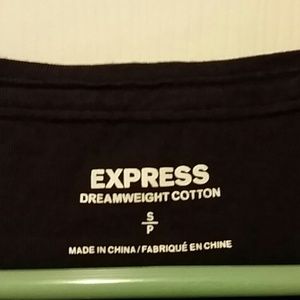 EXPRESS
DREAMWEIGHT COTTON
S
P
MADE IN CHINA / FABRIQUÉ EN CHINE